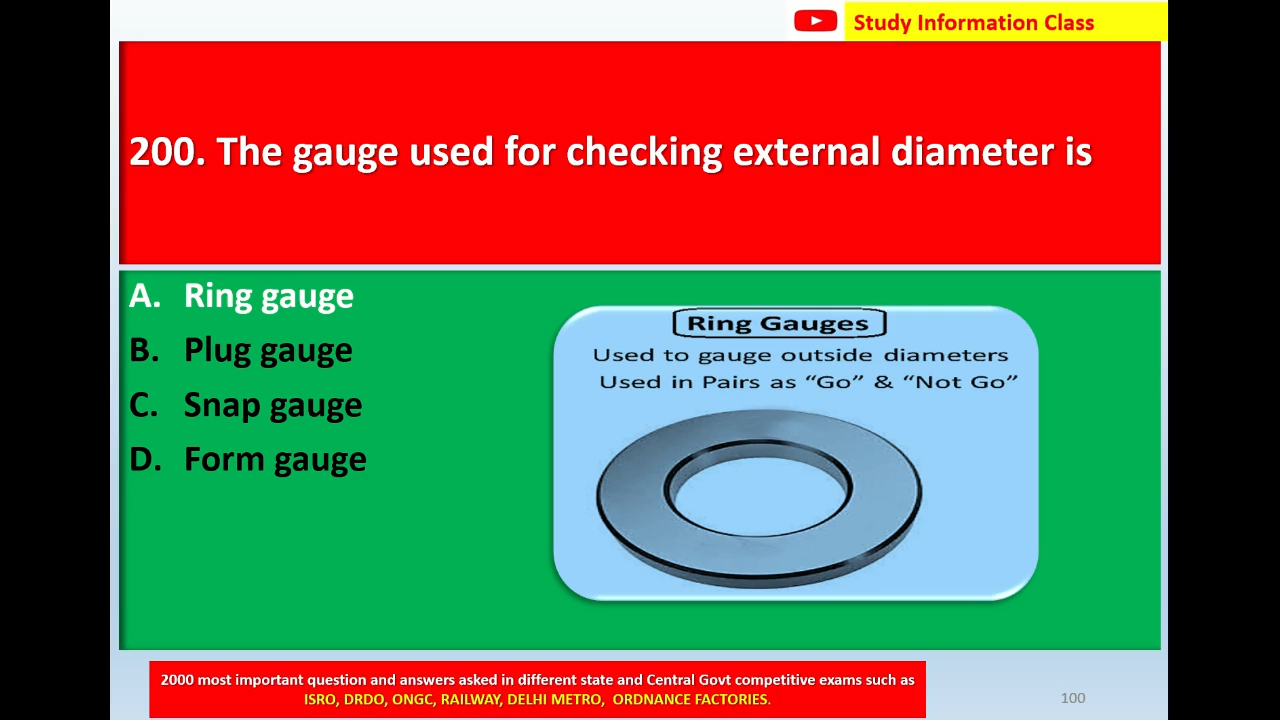 Study Information Class
200. The gauge used for checking external diameter is
A. Ring gauge
B. Plug gauge
C. Snap gauge
D. Form gauge
Ring Gauges
Used to gauge outside diameters
Used in Pairs as “Go” & “Not Go”
2000 most important question and answers asked in different state and Central Govt competitive exams such as
ISRO, DRDO, ONGC, RAILWAY, DELHI METRO, ORDNANCE FACTORIES.
100